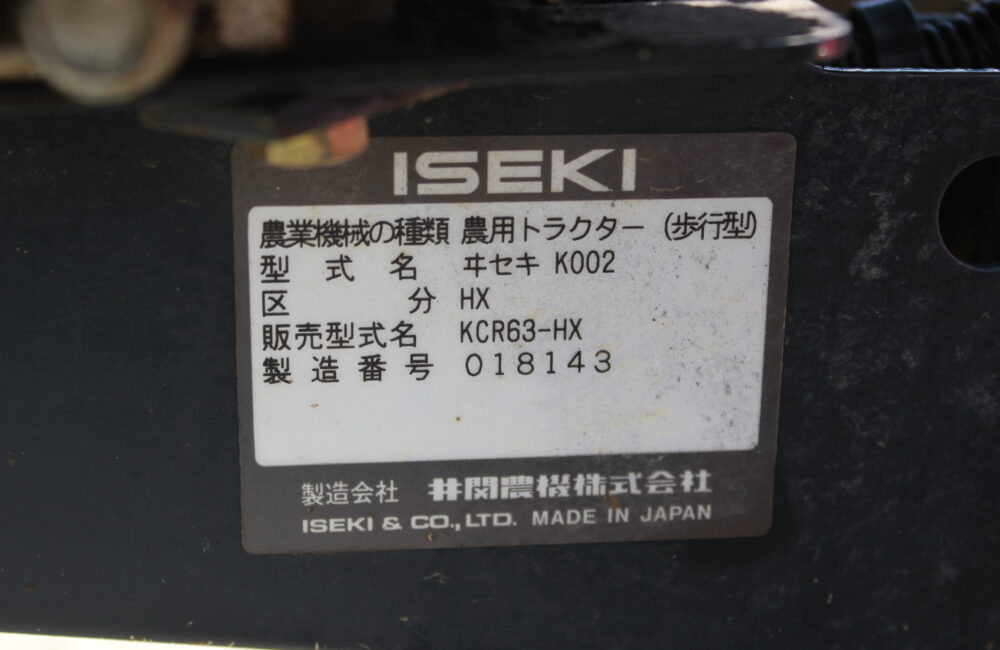 ISEKI
農業機械の種類 農用トラクター (歩行型)
型式名 ヰセキ K002
区分 HX
販売型式名 KCR63-HX
製造番号 018143
製造会社 井関農機株式会社
ISEKI & CO., LTD. MADE IN JAPAN